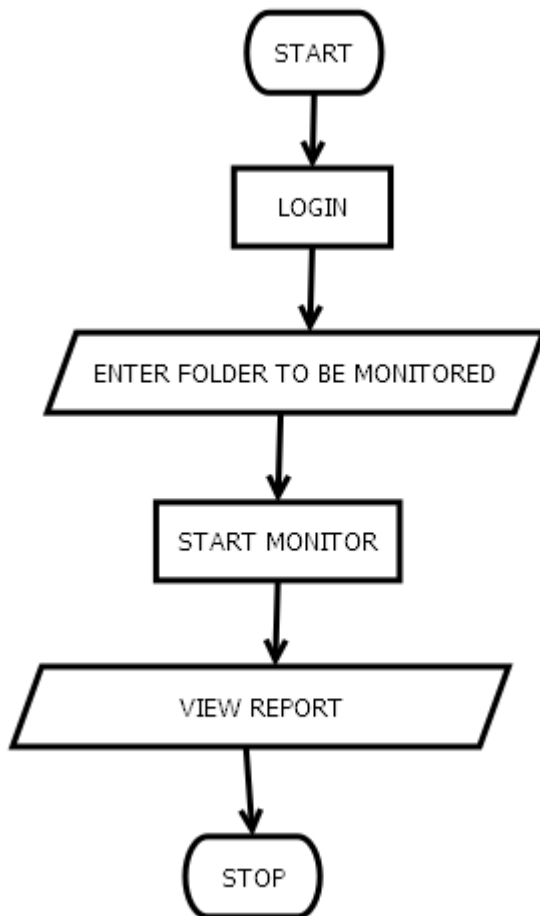 START
LOGIN
ENTER FOLDER TO BE MONITORED
START MONITOR
VIEW REPORT
STOP